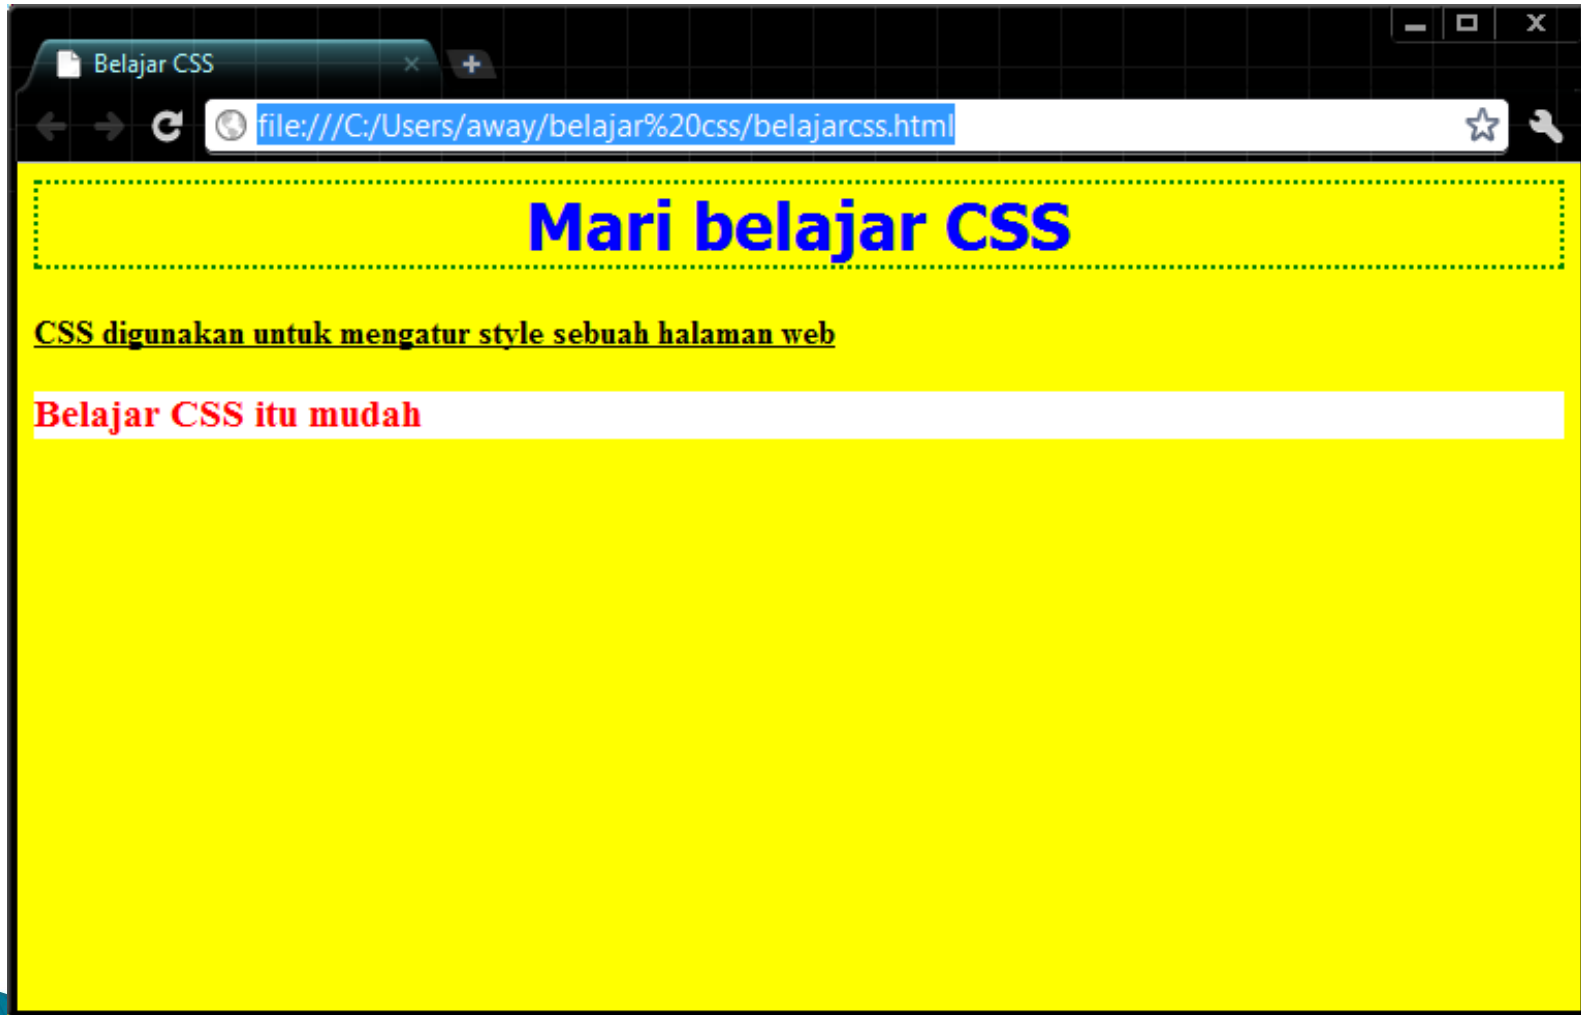 Belajar CSS
file:///C:/Users/away/belajar%20css/belajarcss.html
Mari belajar CSS
CSS digunakan untuk mengatur style sebuah halaman web
Belajar CSS itu mudah